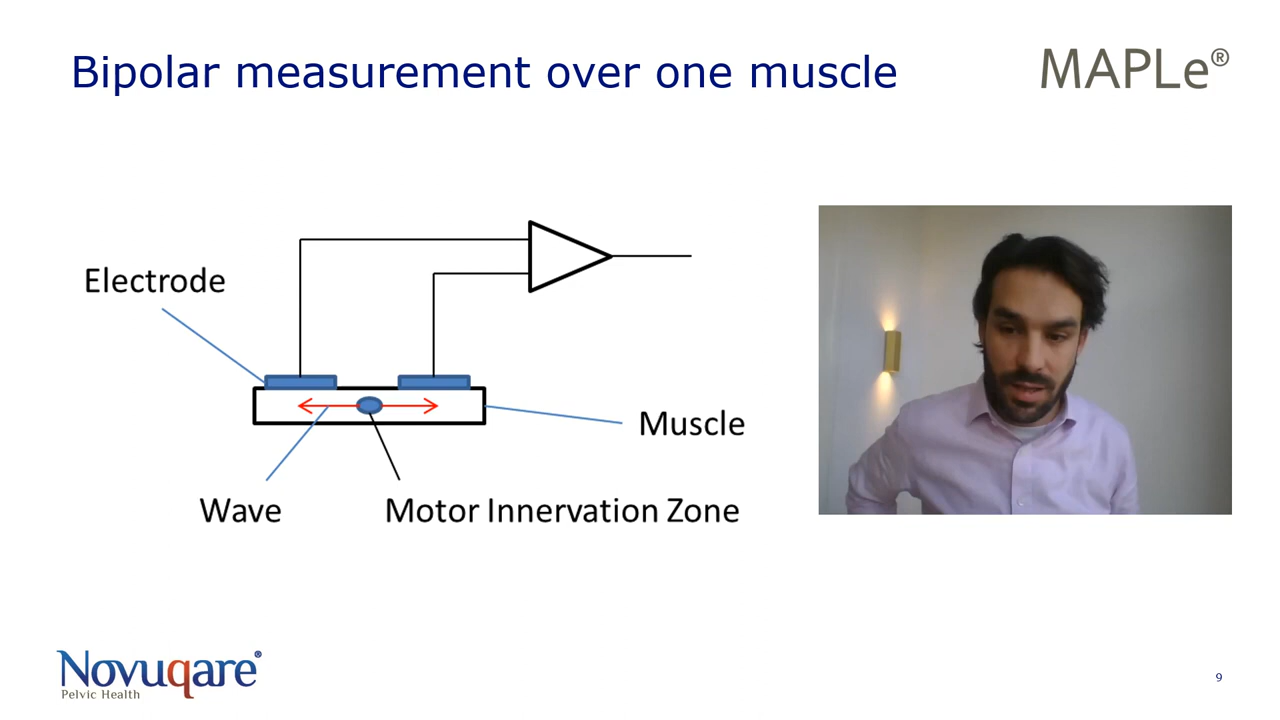 Bipolar measurement over one muscle
MAPLe®
Electrode
Muscle
Wave
Motor Innervation Zone
Novuqare®
Pelvic Health
9